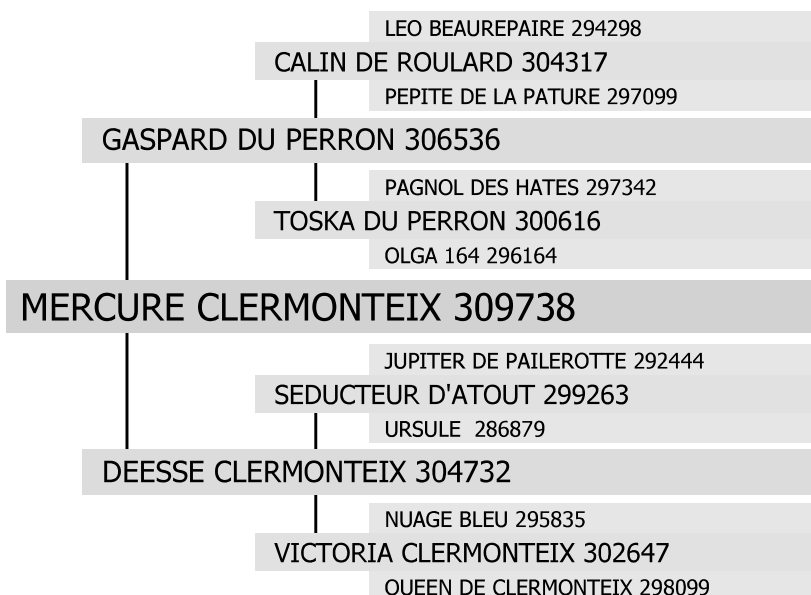 LEO BEAUREPAIRE 294298
CALIN DE ROULARD 304317
PEPITE DE LA PATURE 297099
GASPARD DU PERRON 306536
PAGNOL DES HATES 297342
TOSKA DU PERRON 300616
OLGA 164 296164
MERCURE CLERMONTEIX 309738
JUPITER DE PAILEROTTE 292444
SEDUCTEUR D'ATOUT 299263
URSULE  286879
DEESSE CLERMONTEIX 304732
NUAGE BLEU 295835
VICTORIA CLERMONTEIX 302647
QUEEN DE CLERMONTEIX 298099